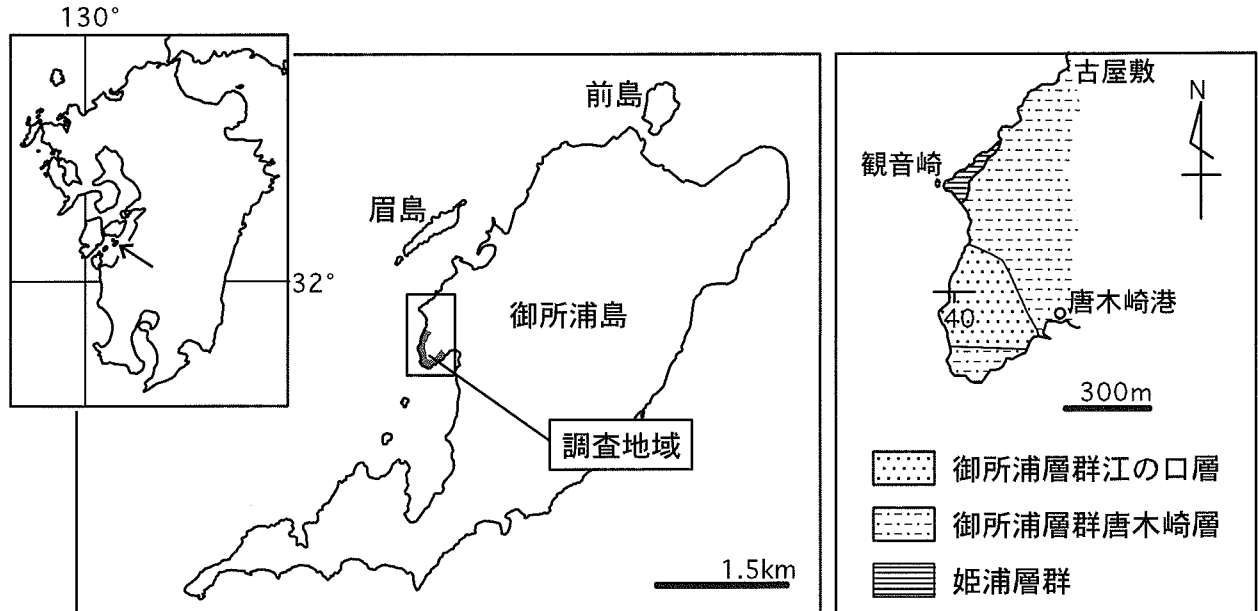 130°
32°
前島
眉島
御所浦島
調査地域
1.5km
古屋敷
N
観音崎
唐木崎港
40
300m
御所浦層群江の口層
御所浦層群唐木崎層
姫浦層群